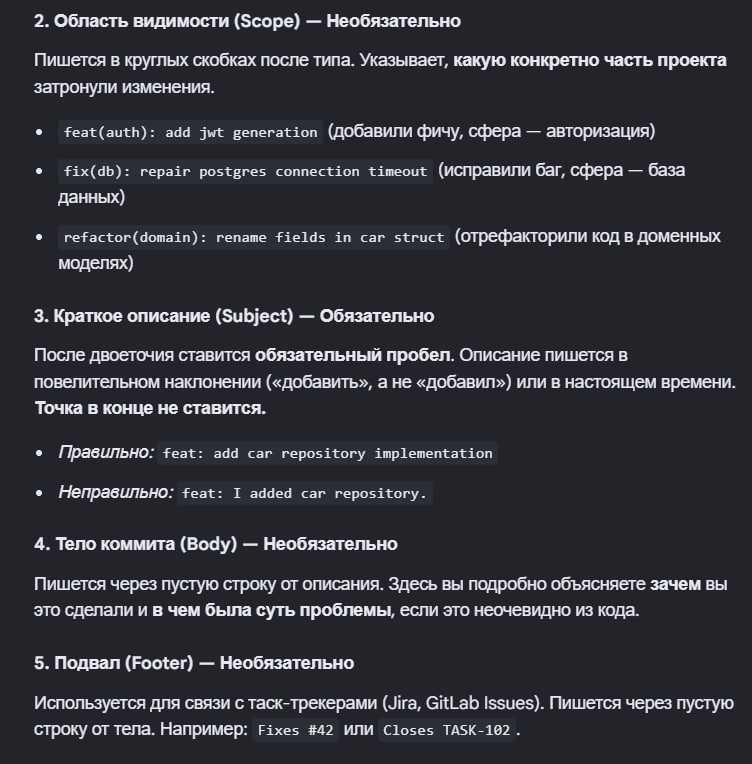 2. Область видимости (Scope) — Необязательно
Пишется в круглых скобках после типа. Указывает, какую конкретно часть проекта
затронули изменения.
• feat(auth): add jwt generation (добавили фичу, сфера — авторизация)
• fix(db): repair postgres connection timeout (исправили баг, сфера — база
данных)
• refactor(domain): rename fields in car struct (отрефакторили код в доменных
моделях)
3. Краткое описание (Subject) — Обязательно
После двоеточия ставится обязательный пробел. Описание пишется в
повелительном наклонении («добавить», а не «добавил») или в настоящем времени.
Точка в конце не ставится.
• Правильно: feat: add car repository implementation
• Неправильно: feat: I added car repository.
4. Тело коммита (Body) — Необязательно
Пишется через пустую строку от описания. Здесь вы подробно объясняете зачем вы
это сделали и в чем была суть проблемы, если это неочевидно из кода.
5. Подвал (Footer) — Необязательно
Используется для связи с таск-трекерами (Jira, GitLab Issues). Пишется через пустую
строку от тела. Например: Fixes #42 или Closes TASK-102.